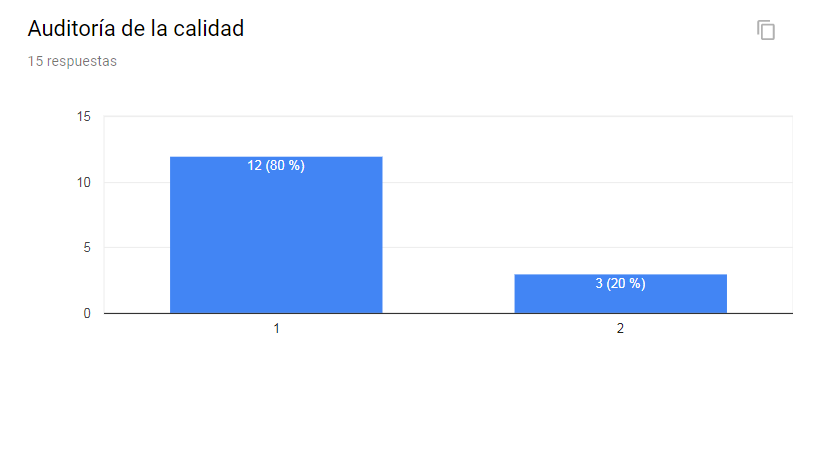 Auditoría de la calidad
15 respuestas
15
12 (80 %)
10
5
3 (20 %)
0
1
2